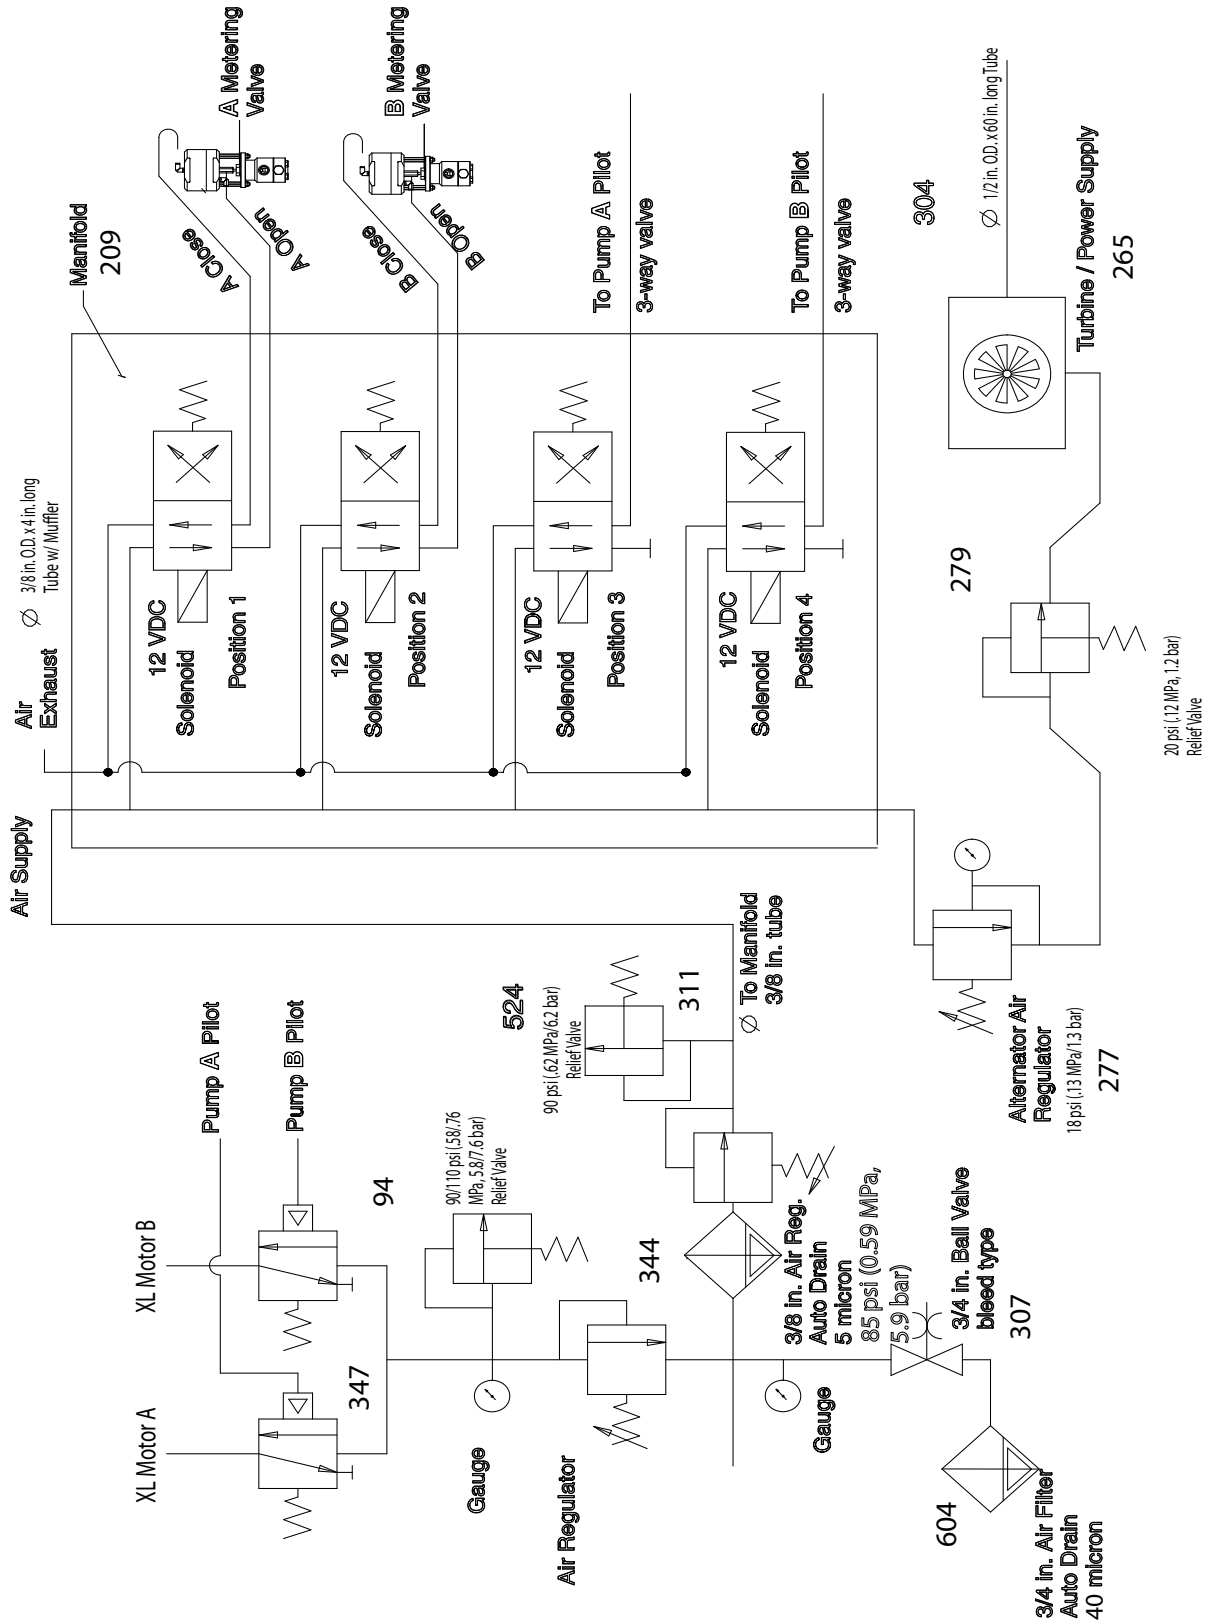 Air Supply
Air
Exhaust
∅ 3/8 in. O.D. x 4 in. long
Tube w/ Muffler
Manifold
209
A Metering
Valve
A Close
A Open
B Metering
Valve
B Close
B Open
12 VDC
Solenoid
Position 1
12 VDC
Solenoid
Position 2
12 VDC
Solenoid
Position 3
12 VDC
Solenoid
Position 4
To Pump A Pilot
3-way valve
To Pump B Pilot
3-way valve
304
∅ 1/2 in. O.D. x 60 in. long Tube
Turbine / Power Supply
265
279
20 psi (.12 MPa, 1.2 bar)
Relief Valve
Alternator Air
Regulator
18 psi (.13 MPa/1.3 bar)
277
XL Motor A
XL Motor B
Pump A Pilot
Pump B Pilot
347
94
90/110 psi (.58/.76
MPa, 5.8/7.6 bar)
Relief Valve
524
90 psi (.62 MPa/6.2 bar)
Relief Valve
311
∅ To Manifold
3/8 in. tube
Gauge
Air Regulator
344
3/8 in. Air Reg.
Auto Drain
5 micron
85 psi (0.59 MPa,
5.9 bar)
Gauge
3/4 in. Ball Valve
bleed type
307
604
3/4 in. Air Filter
Auto Drain
40 micron